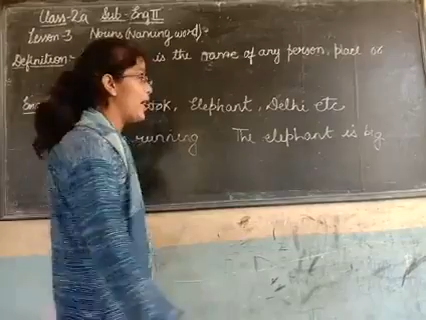 Class-2a Sub-Eng II
Lesson-3 Nouns (Naming word)
Definition- is the name of any person, place or
Elephant, Delhi etc
running The elephant is big